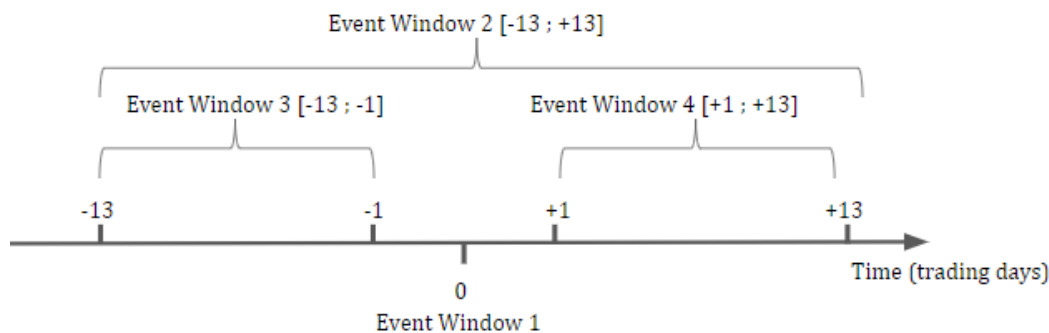 Event Window 2 [-13 ; +13]
Event Window 3 [-13 ; -1]
Event Window 4 [+1 ; +13]
-13
-1
+1
+13
Time (trading days)
0
Event Window 1